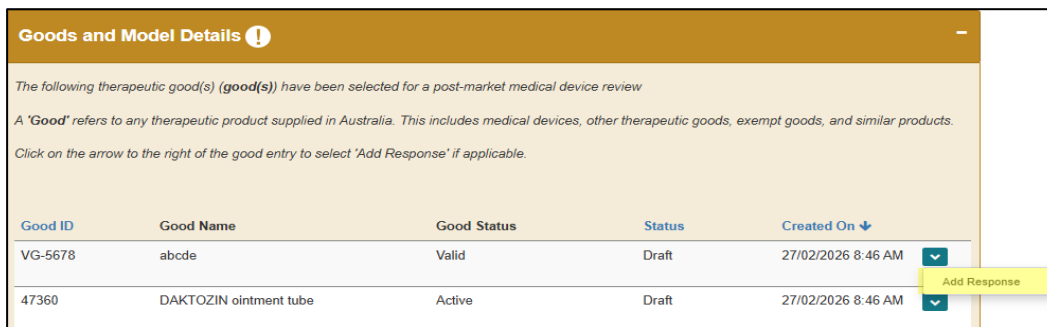 Goods and Model Details !
The following therapeutic good(s) (good(s)) have been selected for a post-market medical device review
A 'Good' refers to any therapeutic product supplied in Australia. This includes medical devices, other therapeutic goods, exempt goods, and similar products.
Click on the arrow to the right of the good entry to select 'Add Response' if applicable.
Good ID Good Name Good Status Status Created On
VG-5678 abcde Valid Draft 27/02/2026 8:46 AM
Add Response
47360 DAKTOZIN ointment tube Active Draft 27/02/2026 8:46 AM